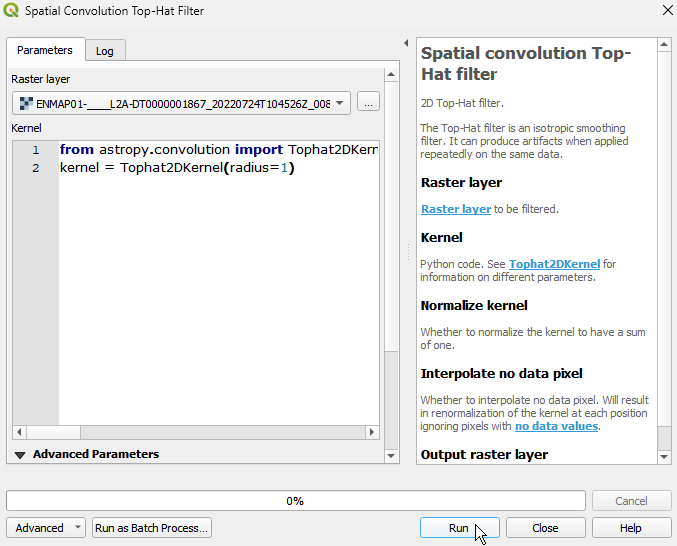 Spatial Convolution Top-Hat Filter
Parameters
Log
Raster layer
ENMAP01-____L2A-DT0000001867_20220724T104526Z_008
...
Kernel
1 from astropy.convolution import Tophat2DKern
2 kernel = Tophat2DKernel(radius=1)
Advanced Parameters
Spatial convolution Top-
Hat filter
2D Top-Hat filter.
The Top-Hat filter is an isotropic smoothing
filter. It can produce artifacts when applied
repeatedly on the same data.
Raster layer
Raster layer to be filtered.
Kernel
Python code. See Tophat2DKernel for
information on different parameters.
Normalize kernel
Whether to normalize the kernel to have a sum
of one.
Interpolate no data pixel
Whether to interpolate no data pixel. Will result
in renormalization of the kernel at each position
ignoring pixels with no data values.
Output raster layer
0%
Cancel
Advanced
Run as Batch Process...
Run
Close
Help